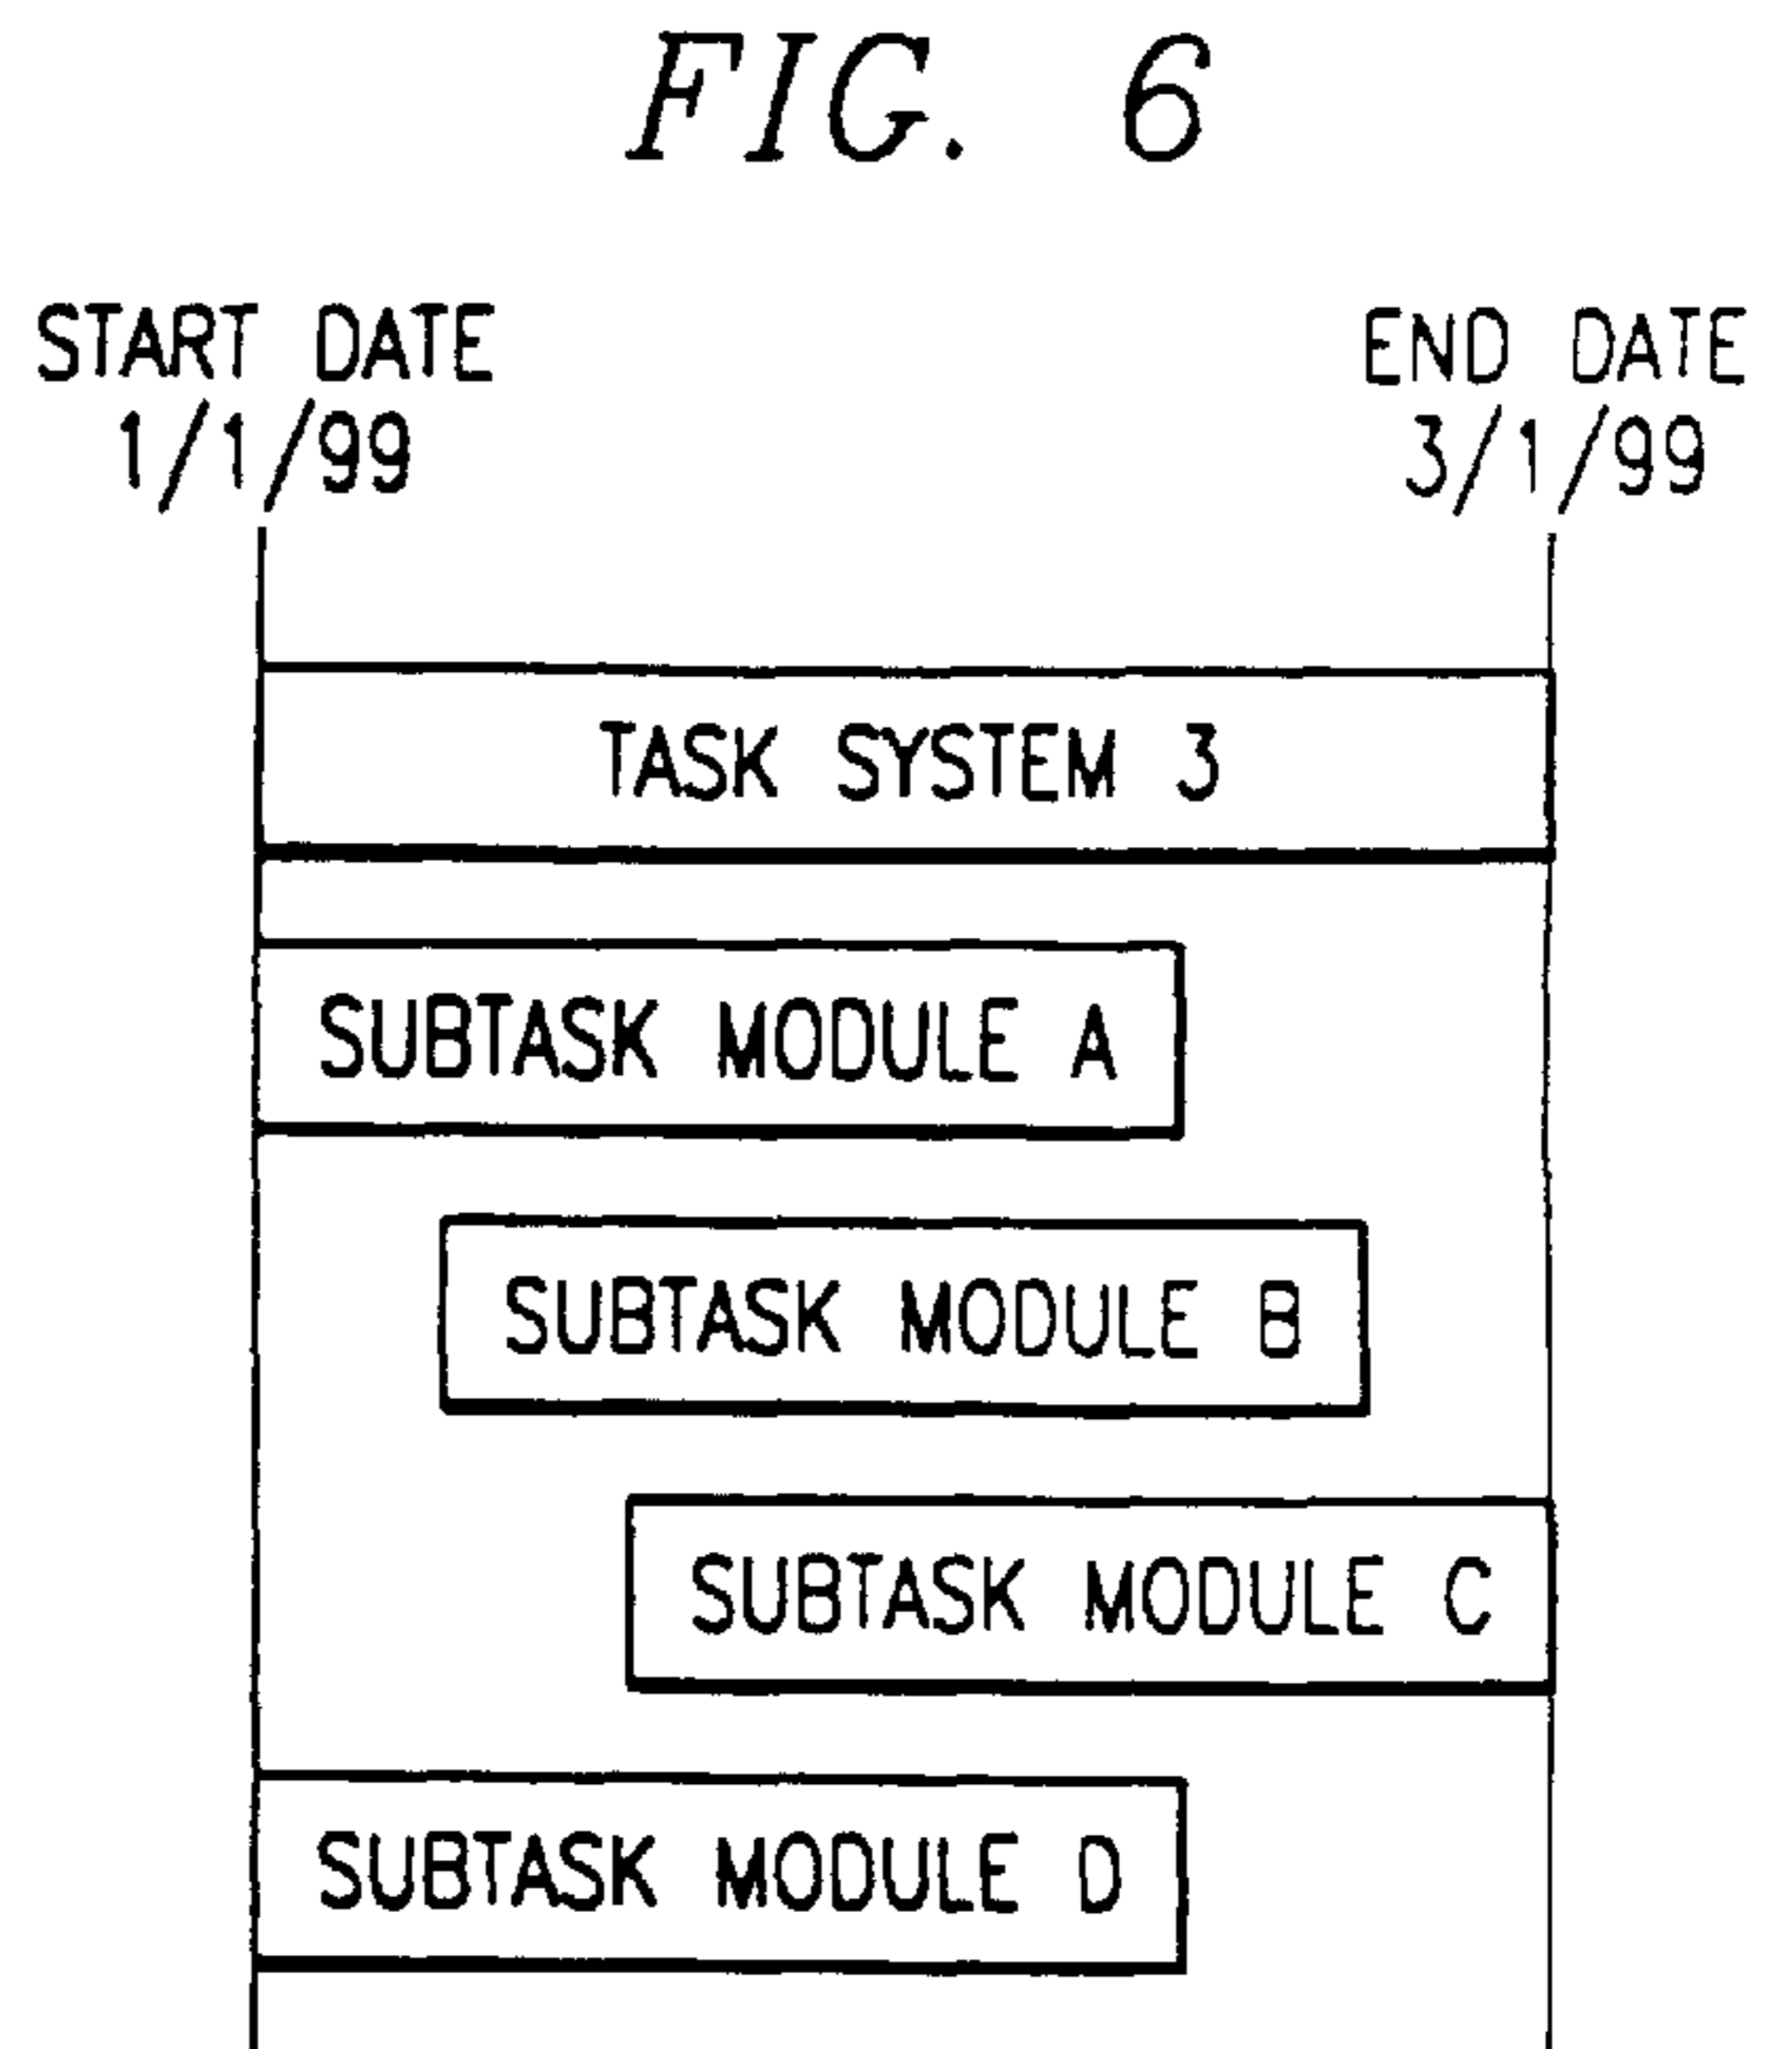 FIG. 6
START DATE
1/1/99
END DATE
3/1/99
TASK SYSTEM 3
SUBTASK MODULE A
SUBTASK MODULE B
SUBTASK MODULE C
SUBTASK MODULE D